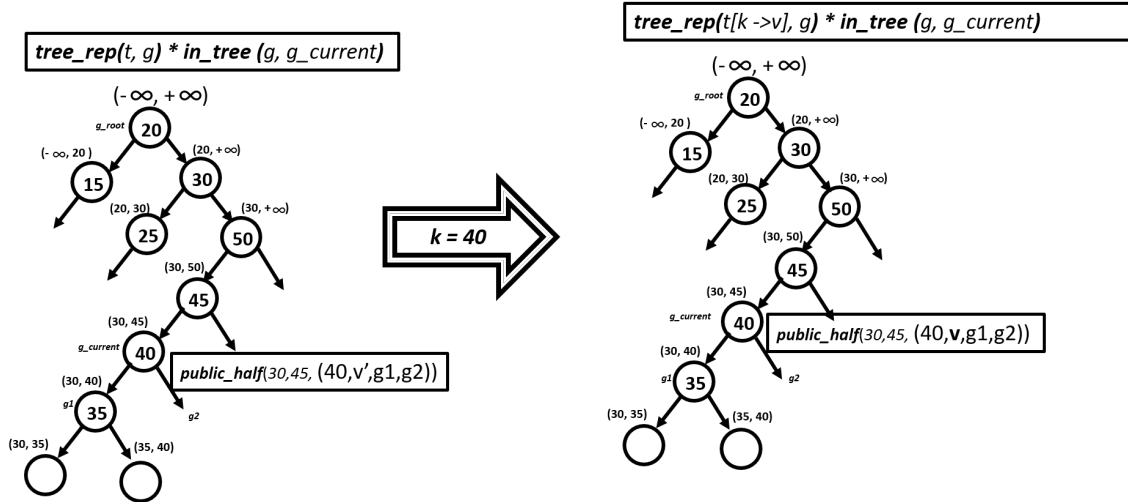 tree_rep(t, g) * in_tree (g, g_current)
(- ∞, + ∞)
g_root
20
(- ∞, 20 )
15
(20, +∞)
30
(20, 30)
25
(30, +∞)
50
(30, 50)
45
(30, 45)
g_current
40
public_half(30,45, (40,v’,g1,g2))
(30, 40)
g1
35
g2
(30, 35)
(35, 40)
k = 40
tree_rep(t[k ->v], g) * in_tree (g, g_current)
(- ∞, + ∞)
g_root
20
(- ∞, 20 )
15
(20, +∞)
30
(20, 30)
25
(30, +∞)
50
(30, 50)
45
(30, 45)
g_current
40
public_half(30,45, (40,v,g1,g2))
(30, 40)
g1
35
g2
(30, 35)
(35, 40)